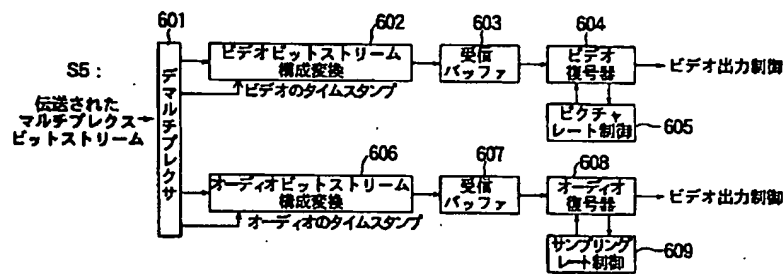 601
602
603
604
S5:
伝送された
マルチプレクス
ビットストリーム
デマルチプレクサ
ビデオビットストリーム
構成変換
ビデオのタイムスタンプ
受信
バッファ
ビデオ
復号器
ビデオ出力制御
ピクチャ
レート制御
605
606
607
608
オーディオビットストリーム
構成変換
オーディオのタイムスタンプ
受信
バッファ
オーディオ
復号器
ビデオ出力制御
サンプリング
レート制御
609